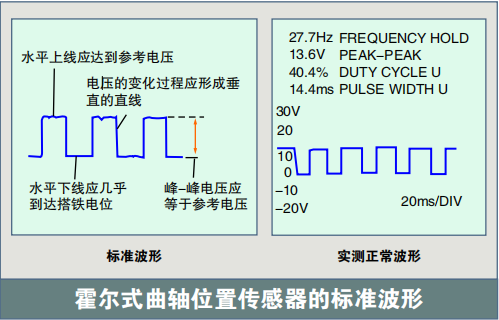 水平上线应达到参考电压
电压的变化过程应形成垂
直的直线
水平下线应几乎
到达搭铁电位
峰–峰电压应
等于参考电压
27.7Hz FREQUENCY HOLD
13.6V PEAK–PEAK
40.4% DUTY CYCLE U
14.4ms PULSE WIDTH U
30V
20
10
0
–10
–20V
20ms/DIV
标准波形
实测正常波形
霍尔式曲轴位置传感器的标准波形